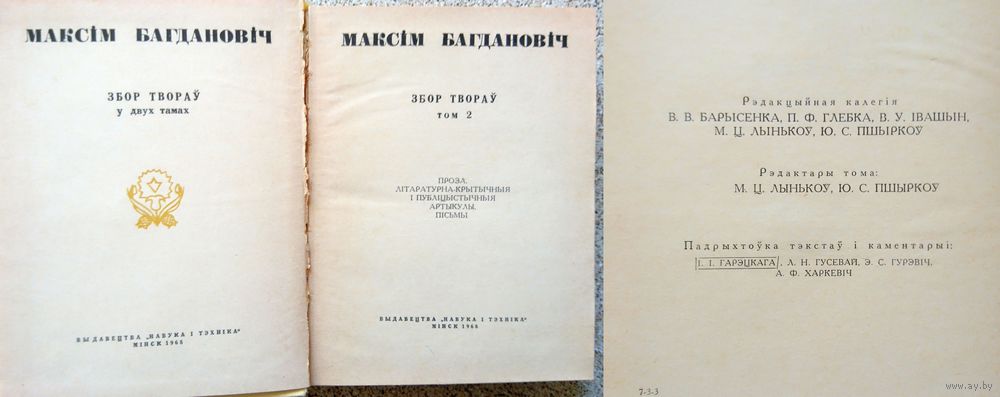 МАКСІМ БАГДАНОВІЧ
ЗБОР ТВОРАЎ
У ДВУХ ТАМАХ
ВЫДАВЕЦТВА „НАВУКА І ТЭХНІКА“
МІНСК 1968
МАКСІМ БАГДАНОВІЧ
ЗБОР ТВОРАЎ
ТОМ 2
ПРОЗА,
ЛІТАРАТУРНА-КРЫТЫЧНЫЯ
І ПУБЛІЦЫСТЫЧНЫЯ
АРТЫКУЛЫ,
ПІСЬМЫ
ВЫДАВЕЦТВА „НАВУКА І ТЭХНІКА“
МІНСК 1968
Рэдакцыйная калегія
В. В. БАРЫСЕНКА, П. Ф. ГЛЕБКА, В. У. ІВАШЫН,
М. Ц. ЛЫНЬКОЎ, Ю. С. ПШЫРКОЎ
Рэдактары тома:
М. Ц. ЛЫНЬКОЎ, Ю. С. ПШЫРКОЎ
Падрыхтоўка тэкстаў і каментарыі:
І. І. ГАРЭЦКАГА, Л. Н. ГУСЕВАЙ, Э. С. ГУРЭВІЧ,
А. Ф. ХАРКЕВІЧ
7-3-3
www.ay.by